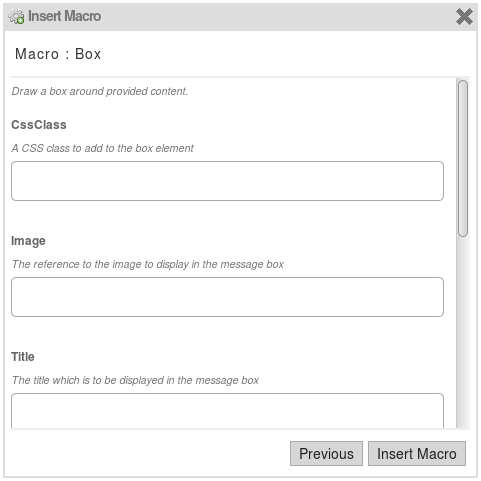 Insert Macro
Macro : Box
Draw a box around provided content.
CssClass
A CSS class to add to the box element
Image
The reference to the image to display in the message box
Title
The title which is to be displayed in the message box
Previous Insert Macro